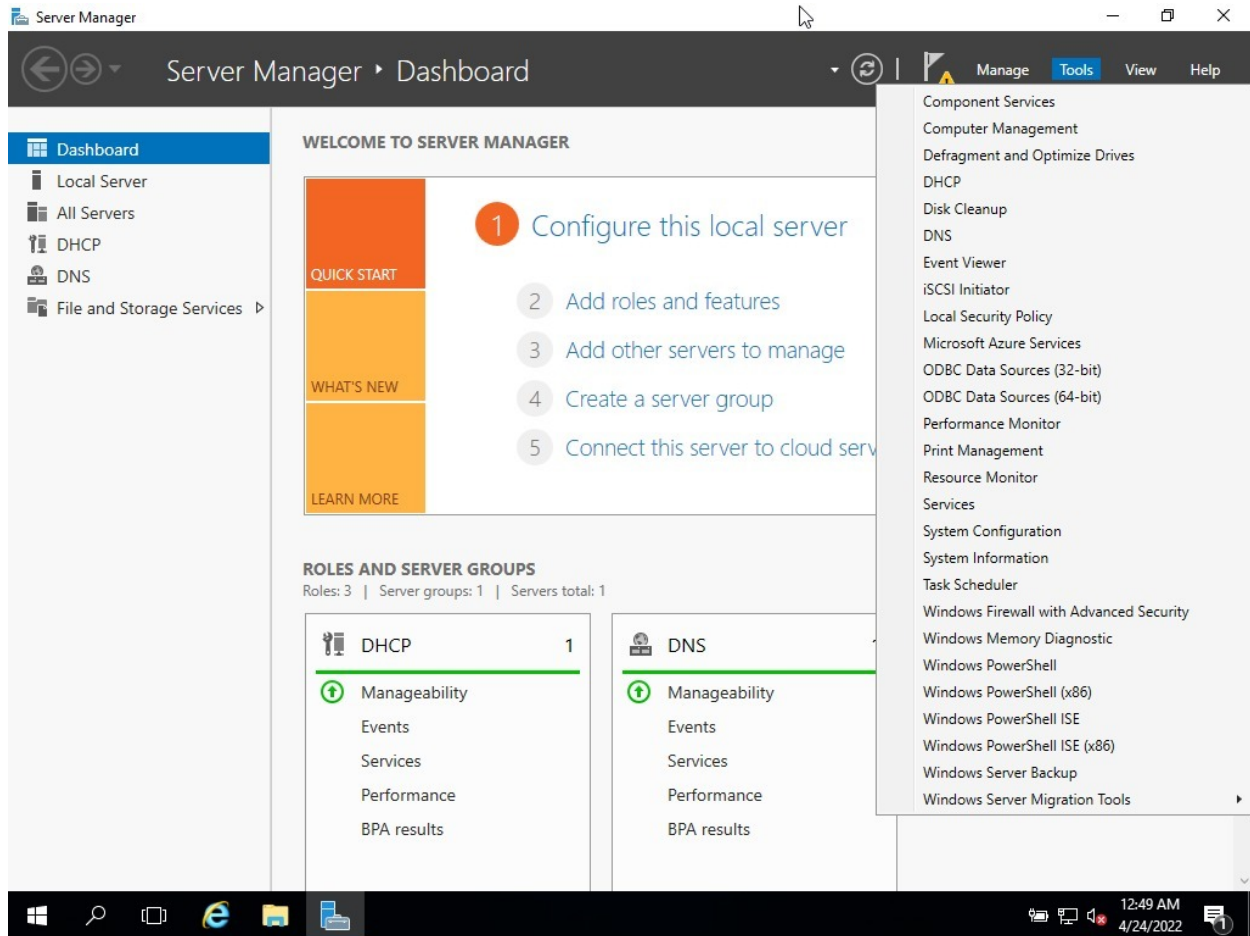 Server Manager
Server Manager • Dashboard
Manage Tools View Help
Dashboard
Local Server
All Servers
DHCP
DNS
File and Storage Services
WELCOME TO SERVER MANAGER
QUICK START
WHAT'S NEW
LEARN MORE
1 Configure this local server
2 Add roles and features
3 Add other servers to manage
4 Create a server group
5 Connect this server to cloud serv
ROLES AND SERVER GROUPS
Roles: 3 | Server groups: 1 | Servers total: 1
DHCP 1
Manageability
Events
Services
Performance
BPA results
DNS
Manageability
Events
Services
Performance
BPA results
Component Services
Computer Management
Defragment and Optimize Drives
DHCP
Disk Cleanup
DNS
Event Viewer
iSCSI Initiator
Local Security Policy
Microsoft Azure Services
ODBC Data Sources (32-bit)
ODBC Data Sources (64-bit)
Performance Monitor
Print Management
Resource Monitor
Services
System Configuration
System Information
Task Scheduler
Windows Firewall with Advanced Security
Windows Memory Diagnostic
Windows PowerShell
Windows PowerShell (x86)
Windows PowerShell ISE
Windows PowerShell ISE (x86)
Windows Server Backup
Windows Server Migration Tools
12:49 AM
4/24/2022
1